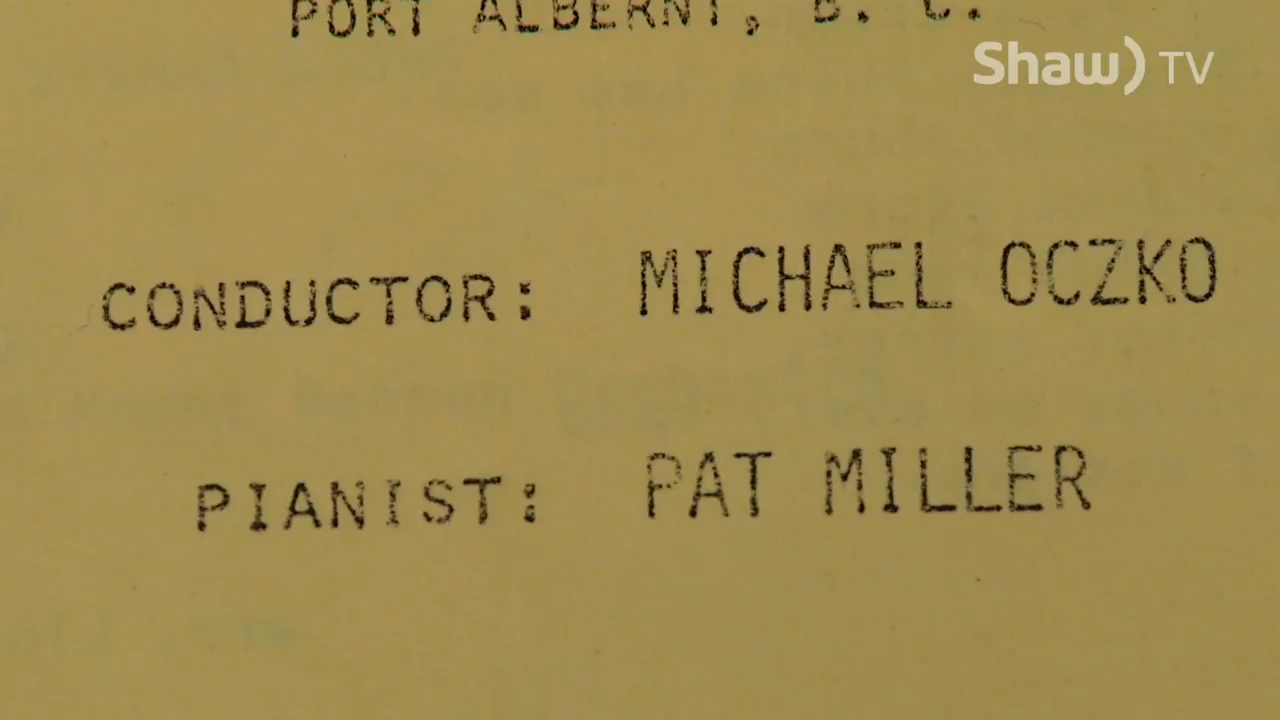 PORT ALBERNI, B. C.
Shaw) TV
CONDUCTOR: MICHAEL OCZKO
PIANIST: PAT MILLER